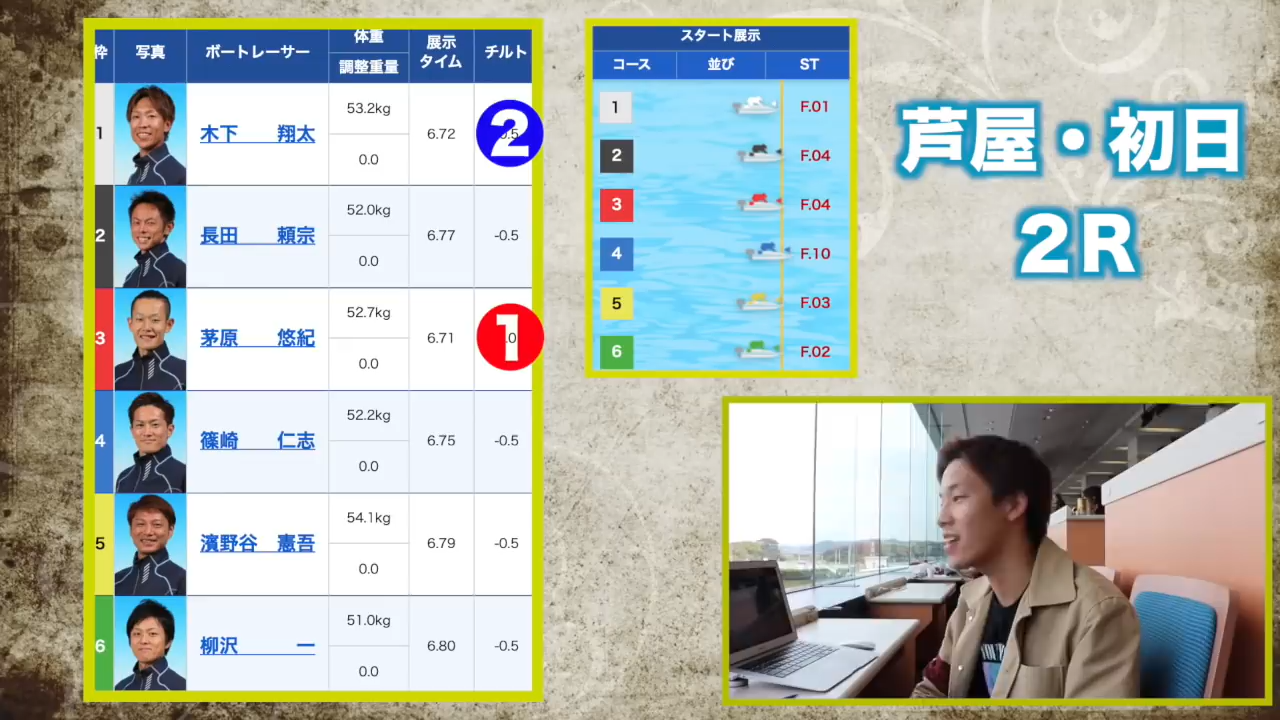 枠 写真 ボートレーサー 体重 調整重量 展示タイム チルト
1 木下 翔太 53.2kg 0.0 6.72 2
2 長田 頼宗 52.0kg 0.0 6.77 -0.5
3 茅原 悠紀 52.7kg 0.0 6.71 1
4 篠崎 仁志 52.2kg 0.0 6.75 -0.5
5 濱野谷 憲吾 54.1kg 0.0 6.79 -0.5
6 柳沢 一 51.0kg 0.0 6.80 -0.5
スタート展示
コース 並び ST
1 F.01
2 F.04
3 F.04
4 F.10
5 F.03
6 F.02
芦屋・初日
2R